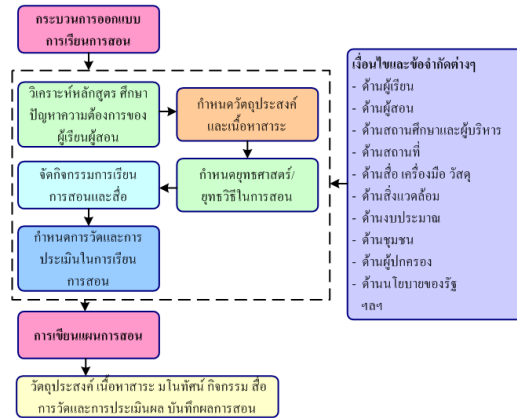 กระบวนการออกแบบ
การเรียนการสอน
วิเคราะห์หลักสูตร ศึกษา
ปัญหาความต้องการของ
ผู้เรียนผู้สอน
กำหนดวัตถุประสงค์
และเนื้อหาสาระ
กำหนดยุทธศาสตร์/
ยุทธวิธีในการสอน
จัดกิจกรรมการเรียน
การสอนและสื่อ
กำหนดการวัดและการ
ประเมินในการเรียน
การสอน
เงื่อนไขและข้อจำกัดต่างๆ
- ด้านผู้เรียน
- ด้านผู้สอน
- ด้านสถานศึกษาและผู้บริหาร
- ด้านสถานที่
- ด้านสื่อ เครื่องมือ วัสดุ
- ด้านสิ่งแวดล้อม
- ด้านงบประมาณ
- ด้านชุมชน
- ด้านผู้ปกครอง
- ด้านนโยบายของรัฐ
ฯลฯ
การเขียนแผนการสอน
วัตถุประสงค์ เนื้อหาสาระ มโนทัศน์ กิจกรรม สื่อ
การวัดและการประเมินผล บันทึกผลการสอน